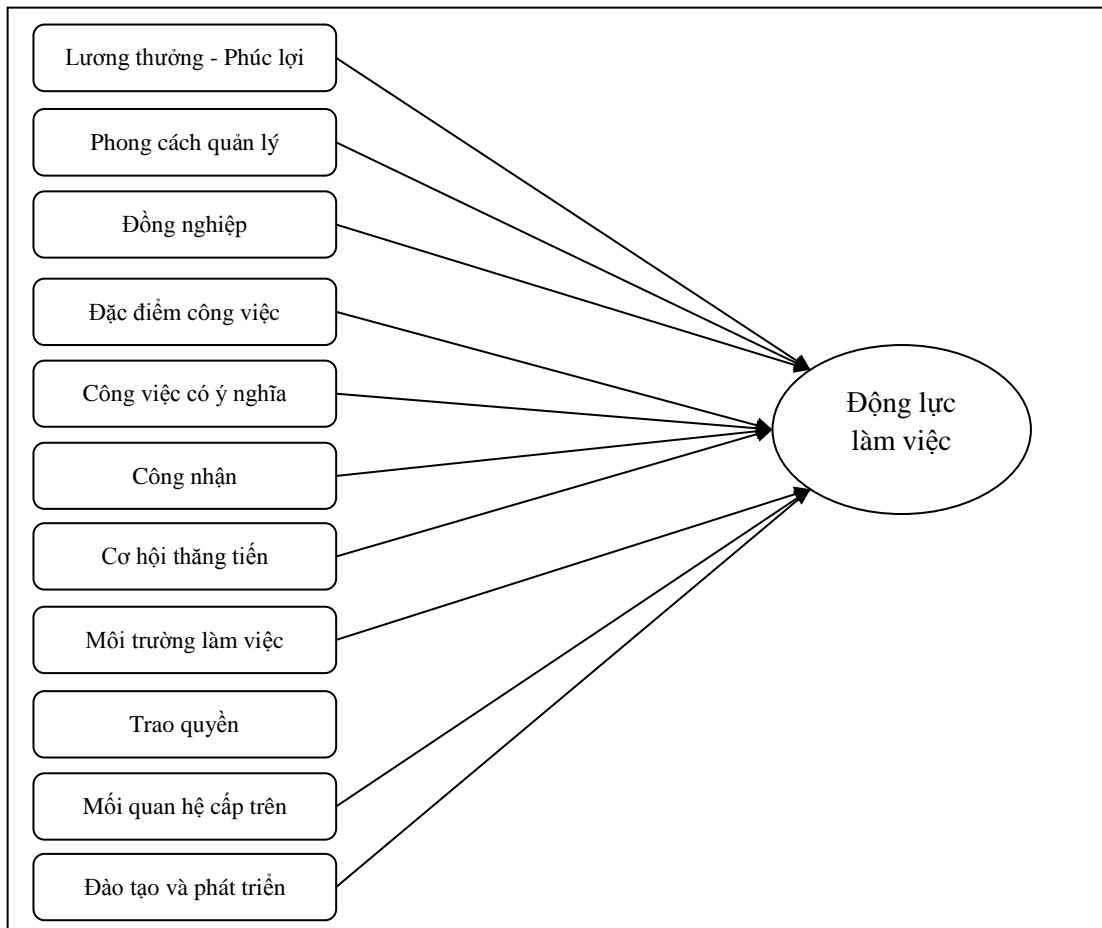 Lương thưởng - Phúc lợi
Phong cách quản lý
Đồng nghiệp
Đặc điểm công việc
Công việc có ý nghĩa
Công nhận
Cơ hội thăng tiến
Môi trường làm việc
Trao quyền
Mối quan hệ cấp trên
Đào tạo và phát triển
Động lực
làm việc